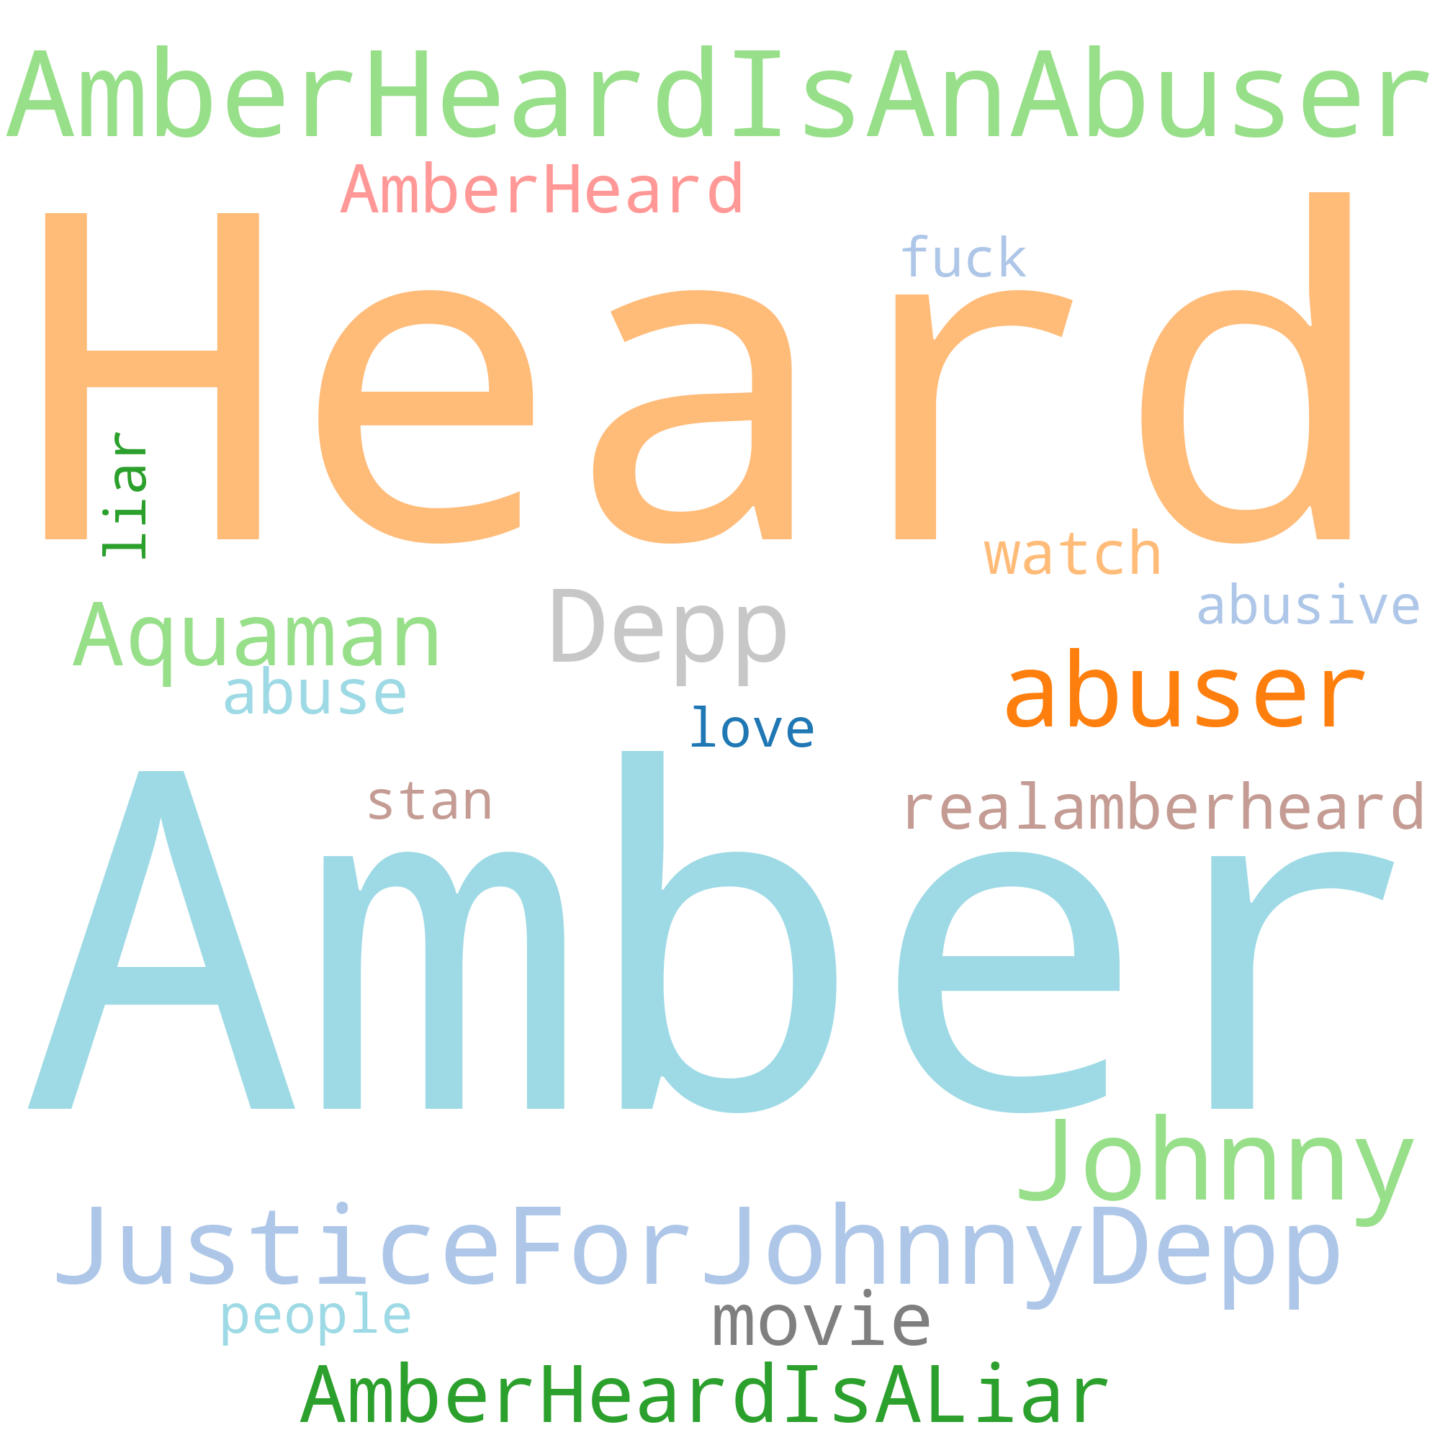 AmberHeardIsAnAbuser
AmberHeard
fuck
Heard
liar
watch
abusive
Aquaman
Depp
abuser
abuse
love
stan
realamberheard
Amber
Johnny
JusticeForJohnnyDepp
people
movie
AmberHeardIsALiar